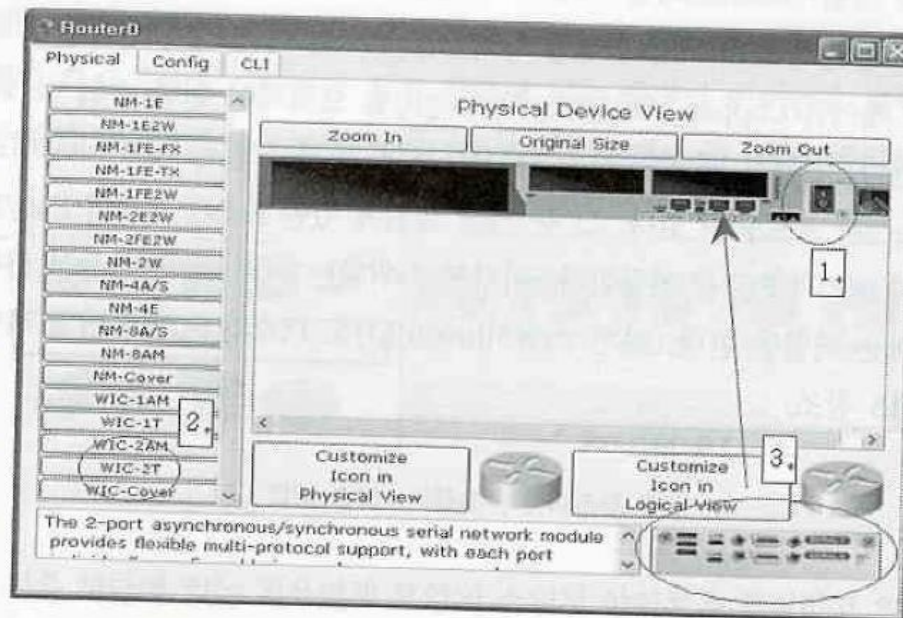 Router0
Physical
Config
CLI
NM-1E
NM-1E2W
NM-1FE-FX
NM-1FE-TX
NM-1FE2W
NM-2E2W
NM-2FE2W
NM-2W
NM-4A/S
NM-4E
NM-8A/S
NM-8AM
NM-Cover
WIC-1AM
WIC-1T
WIC-2AM
WIC-2T
WIC-Cover
2.
Physical Device View
Zoom In
Original Size
Zoom Out
1.
Customize
Icon in
Physical View
Customize
Icon in
Logical View
3.
The 2-port asynchronous/synchronous serial network module
provides flexible multi-protocol support, with each port